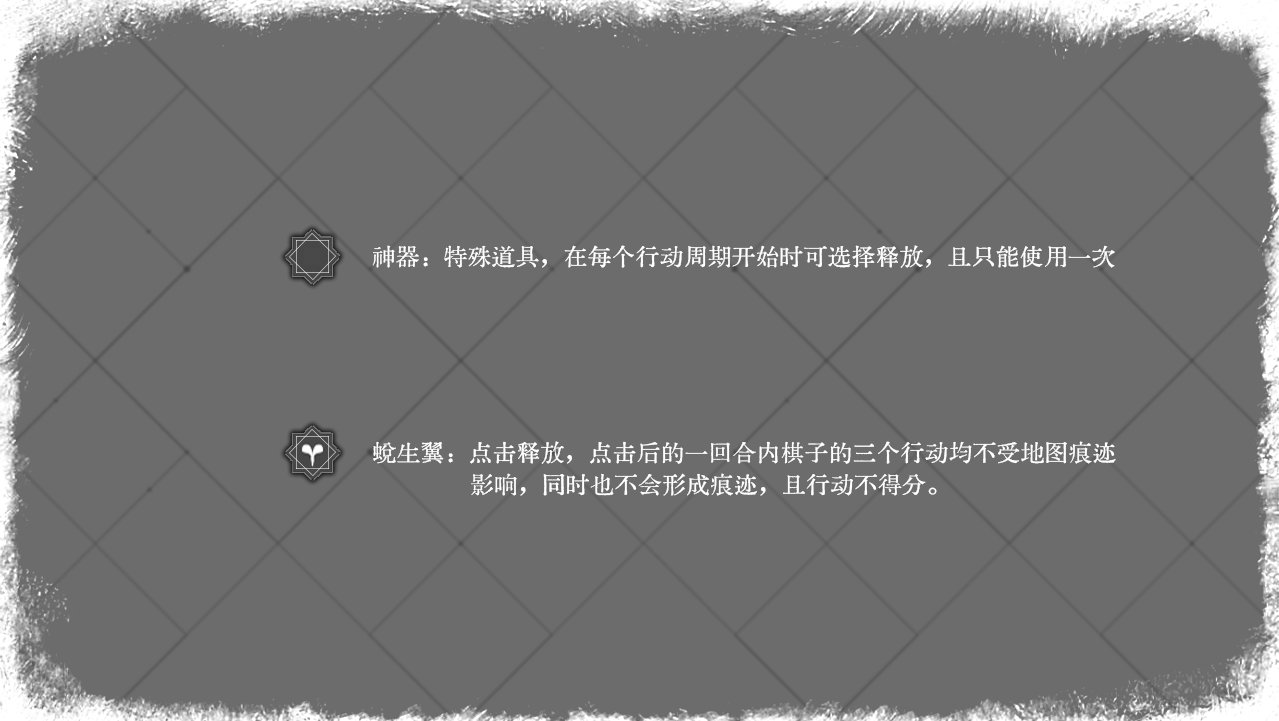 神器：特殊道具，在每个行动周期开始时可选择释放，且只能使用一次
蜕生翼：点击释放，点击后的一回合内棋子的三个行动均不受地图痕迹
影响，同时也不会形成痕迹，且行动不得分。